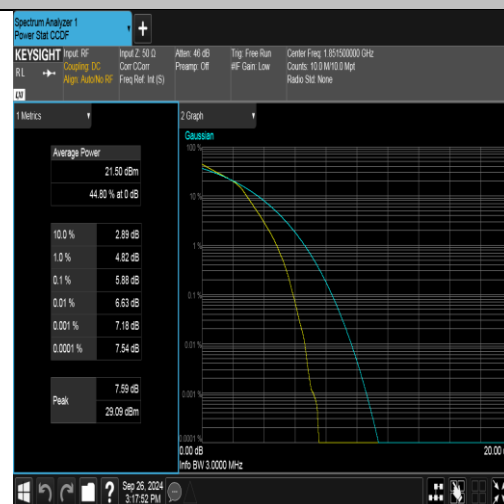 Spectrum Analyzer 1
Power Stat CCDF
+
KEYSIGHT
RL
LXI
Input: RF
Coupling: DC
Align: Auto/No RF
Input Z: 50 Ω
Corr CCorr
Freq Ref: Int (S)
Atten: 46 dB
Preamp: Off
Trig: Free Run
#IF Gain: Low
Center Freq: 1.851500000 GHz
Counts: 10.0 M/10.0 Mpt
Radio Std: None
1 Metrics
Average Power
21.50 dBm
44.80 % at 0 dB
10.0 % 2.89 dB
1.0 % 4.82 dB
0.1 % 5.88 dB
0.01 % 6.63 dB
0.001 % 7.18 dB
0.0001 % 7.54 dB
Peak
7.59 dB
29.09 dBm
2 Graph
Gaussian
100 %
10 %
1 %
0.1 %
0.01 %
0.001 %
0.0001 %
0.00 dB
20.00
Info BW 3.0000 MHz
?
Sep 26, 2024
3:17:52 PM